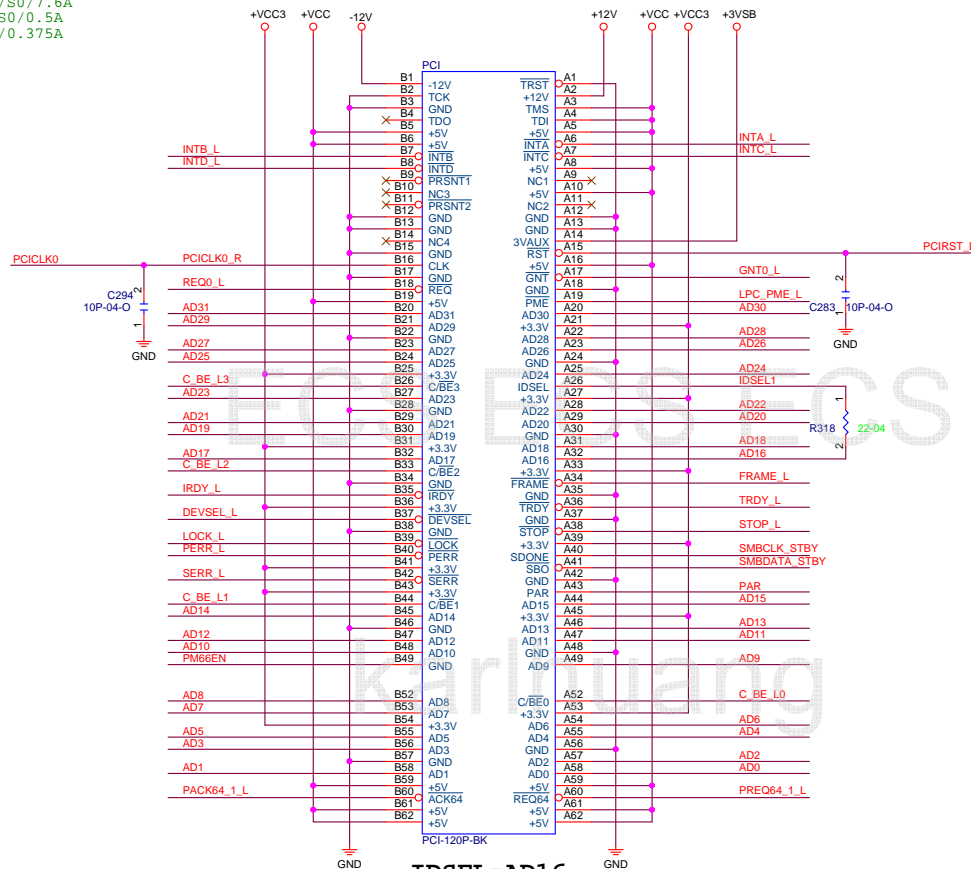 /S0/7.6A
S0/0.5A
/0.375A
+VCC3 +VCC -12V +12V +VCC +VCC3 +3VSB
PCI
B1 -12V TRST A1
B2 TCK +12V A2
B3 GND TMS A3
B4 TDO TDI A4
B5 +5V +5V A5
B6 +5V INTA A6 INTA_L
INTB_L B7 INTB INTC A7 INTC_L
INTD_L B8 INTD +5V A8
B9 PRSNT1 NC1 A9
B10 NC3 +5V A10
B11 PRSNT2 NC2 A11
B12 GND GND A12
B13 GND GND A13
B14 NC4 3VAUX A14
B15 GND RST A15 PCIRST_L
PCICLK0 PCICLK0_R B16 CLK +5V A16
B17 GND GNT A17 GNT0_L
REQ0_L B18 REQ GND A18
B19 +5V PME A19 LPC_PME_L
AD31 B20 AD31 AD30 A20 AD30
AD29 B21 AD29 +3.3V A21
B22 GND AD28 A22 AD28
AD27 B23 AD27 AD26 A23 AD26
AD25 B24 AD25 GND A24
B25 +3.3V AD24 A25 AD24
C_BE_L3 B26 C/BE3 IDSEL A26 IDSEL1
AD23 B27 AD23 +3.3V A27
B28 GND AD22 A28 AD22
AD21 B29 AD21 AD20 A29 AD20
AD19 B30 AD19 GND A30
B31 +3.3V AD18 A31 AD18
AD17 B32 AD17 AD16 A32 AD16
C_BE_L2 B33 C/BE2 +3.3V A33
B34 GND FRAME A34 FRAME_L
IRDY_L B35 IRDY GND A35
B36 +3.3V TRDY A36 TRDY_L
DEVSEL_L B37 DEVSEL GND A37
B38 GND STOP A38 STOP_L
LOCK_L B39 LOCK +3.3V A39
PERR_L B40 PERR SDONE A40 SMBCLK_STBY
B41 +3.3V SBO A41 SMBDATA_STBY
SERR_L B42 SERR GND A42
B43 +3.3V PAR A43 PAR
C_BE_L1 B44 C/BE1 AD15 A44 AD15
AD14 B45 AD14 +3.3V A45
B46 GND AD13 A46 AD13
AD12 B47 AD12 AD11 A47 AD11
AD10 B48 AD10 GND A48
PM66EN B49 GND AD9 A49 AD9
AD8 B52 AD8 C/BE0 A52 C_BE_L0
AD7 B53 AD7 +3.3V A53
B54 +3.3V AD6 A54 AD6
AD5 B55 AD5 AD4 A55 AD4
AD3 B56 AD3 GND A56
B57 GND AD2 A57 AD2
AD1 B58 AD1 AD0 A58 AD0
B59 +5V +5V A59
PACK64_1_L B60 ACK64 REQ64 A60 PREQ64_1_L
B61 +5V +5V A61
B62 +5V +5V A62
PCI-120P-BK
C294
10P-04-O
2
1
GND
C283 10P-04-O
2
1
GND
1
R318 22-04
2
ECS ECS ECS
karlhuang
GND GND
IDSEL=AD16